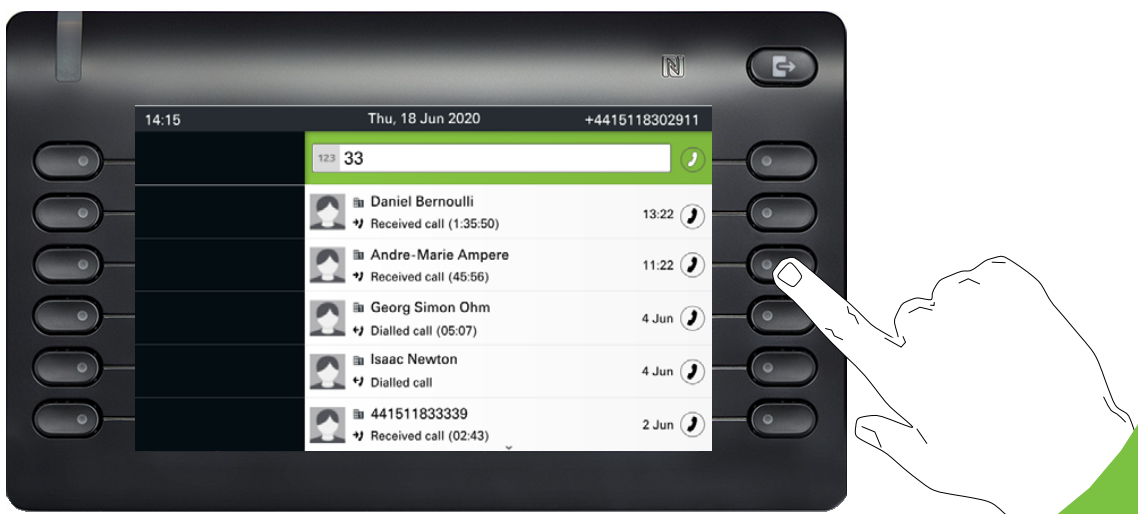 14:15 Thu, 18 Jun 2020 +4415118302911
123 33
Daniel Bernoulli
Received call (1:35:50) 13:22
Andre-Marie Ampere
Received call (45:56) 11:22
Georg Simon Ohm
Dialled call (05:07) 4 Jun
Isaac Newton
Dialled call 4 Jun
441511833339
Received call (02:43) 2 Jun